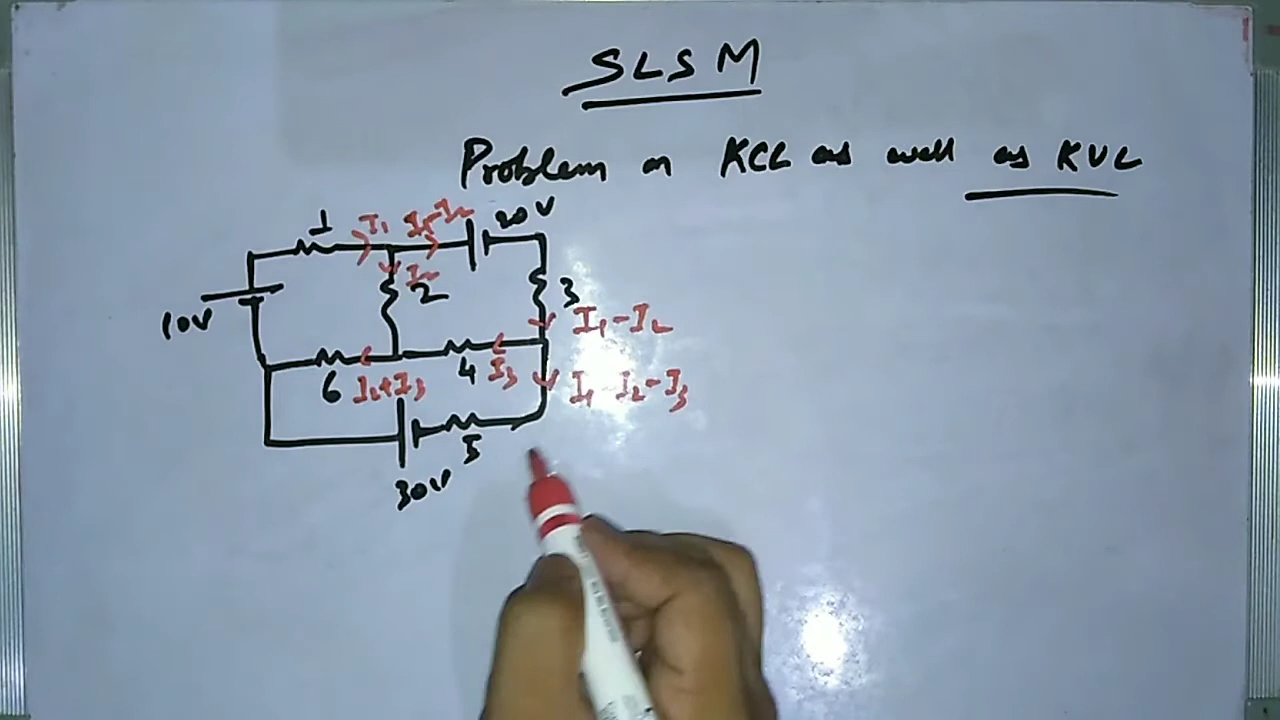 SLSM
Problem on KCL as well as KVL
1
I₁
I₁-I₂
20V
I₂
2
3
10V
I₁-I₂
6
I₂+I₃
4
I₃
I₁-I₂-I₃
5
30V